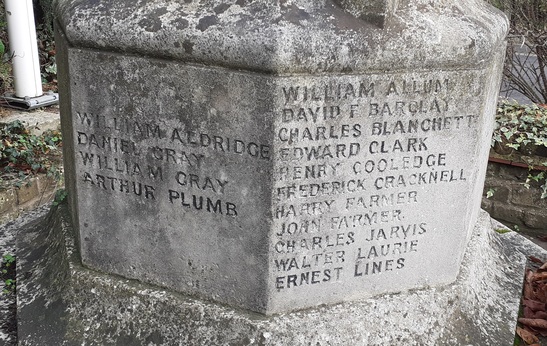 WILLIAM ALDRIDGE
DANIEL GRAY
WILLIAM GRAY
ARTHUR PLUMB
WILLIAM ALLUM
DAVID F BARCLAY
CHARLES BLANCHETT
EDWARD CLARK
HENRY COOLEDGE
FREDERICK CRACKNELL
HARRY FARMER
JOHN FARMER
CHARLES JARVIS
WALTER LAURIE
ERNEST LINES